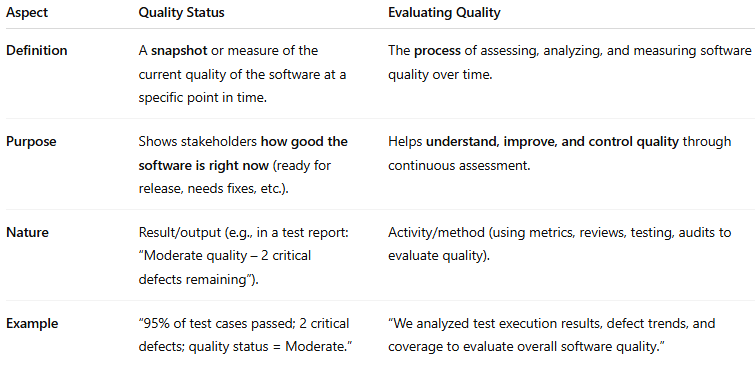 Aspect Quality Status Evaluating Quality
Definition
A snapshot or measure of the
current quality of the software at a
specific point in time.
The process of assessing, analyzing, and measuring software
quality over time.
Purpose
Shows stakeholders how good the
software is right now (ready for
release, needs fixes, etc.).
Helps understand, improve, and control quality through
continuous assessment.
Nature
Result/output (e.g., in a test report:
“Moderate quality – 2 critical
defects remaining”).
Activity/method (using metrics, reviews, testing, audits to
evaluate quality).
Example
“95% of test cases passed; 2 critical
defects; quality status = Moderate.”
“We analyzed test execution results, defect trends, and
coverage to evaluate overall software quality.”